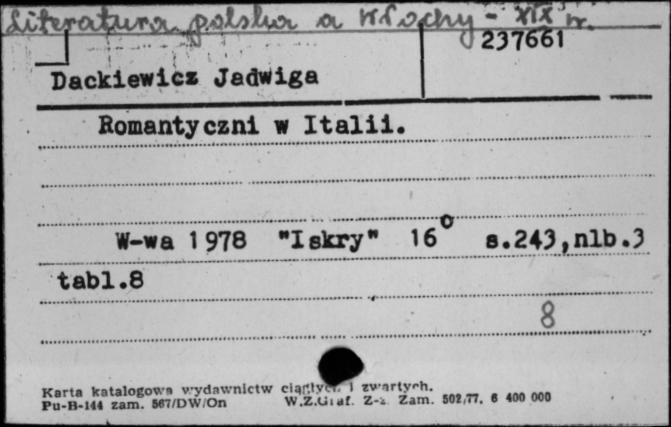 Literatura polska a Włochy - XIX w.
237661
Dackiewicz Jadwiga
Romantyczni w Italii.
W-wa 1978 "Iskry" 16° s.243,nlb.3
tabl.8
8
Karta katalogowa wydawnictw ciągłych i zwartych.
Pu-B-144 zam. 567/DW/On W.Z.Graf. Z-2 Zam. 502/77. 6 400 000